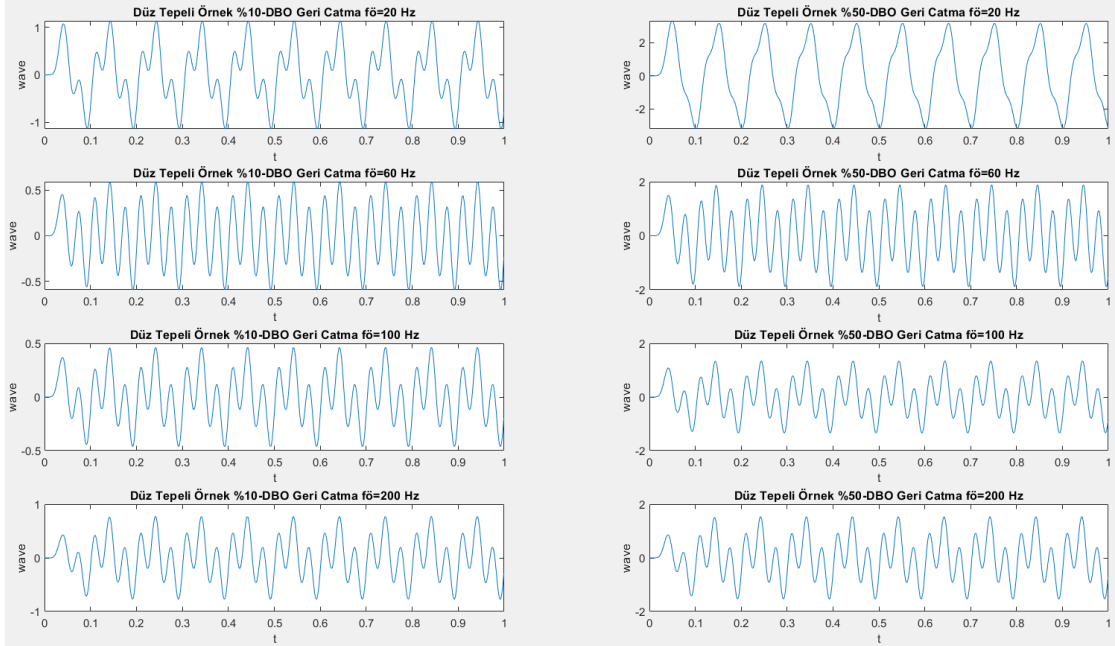 Düz Tepeli Örnek %10-DBO Geri Catma fö=20 Hz
1
0
-1
wave
0 0.1 0.2 0.3 0.4 0.5 0.6 0.7 0.8 0.9 1
t
Düz Tepeli Örnek %50-DBO Geri Catma fö=20 Hz
2
0
-2
wave
0 0.1 0.2 0.3 0.4 0.5 0.6 0.7 0.8 0.9 1
t
Düz Tepeli Örnek %10-DBO Geri Catma fö=60 Hz
0.5
0
-0.5
wave
0 0.1 0.2 0.3 0.4 0.5 0.6 0.7 0.8 0.9 1
t
Düz Tepeli Örnek %50-DBO Geri Catma fö=60 Hz
2
0
-2
wave
0 0.1 0.2 0.3 0.4 0.5 0.6 0.7 0.8 0.9 1
t
Düz Tepeli Örnek %10-DBO Geri Catma fö=100 Hz
0.5
0
-0.5
wave
0 0.1 0.2 0.3 0.4 0.5 0.6 0.7 0.8 0.9 1
t
Düz Tepeli Örnek %50-DBO Geri Catma fö=100 Hz
2
0
-2
wave
0 0.1 0.2 0.3 0.4 0.5 0.6 0.7 0.8 0.9 1
t
Düz Tepeli Örnek %10-DBO Geri Catma fö=200 Hz
1
0
-1
wave
0 0.1 0.2 0.3 0.4 0.5 0.6 0.7 0.8 0.9 1
t
Düz Tepeli Örnek %50-DBO Geri Catma fö=200 Hz
2
0
-2
wave
0 0.1 0.2 0.3 0.4 0.5 0.6 0.7 0.8 0.9 1
t